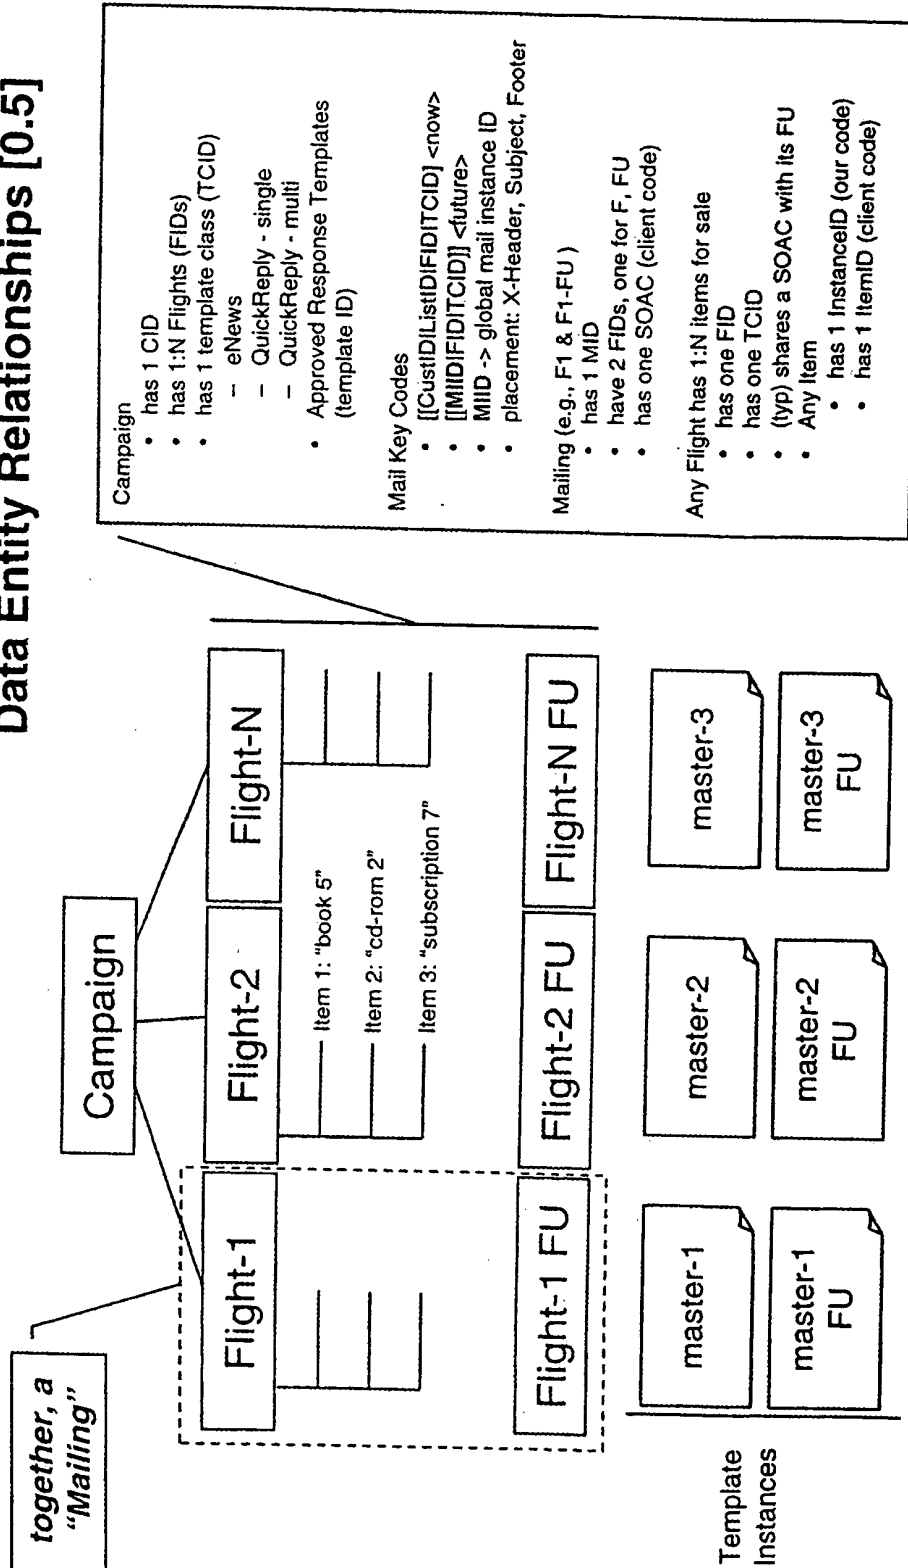 Data Entity Relationships [0.5]
together, a
"Mailing"
Campaign
Flight-1
Flight-2
Flight-N
Item 1: "book 5"
Item 2: "cd-rom 2"
Item 3: "subscription 7"
Flight-1 FU
Flight-2 FU
Flight-N FU
Template
Instances
master-1
master-2
master-3
master-1
FU
master-2
FU
master-3
FU
Campaign
• has 1 CID
• has 1:N Flights (FIDs)
• has 1 template class (TCID)
– eNews
– QuickReply - single
– QuickReply - multi
• Approved Response Templates
(template ID)
Mail Key Codes
• [[CustID|ListID|FID|TCID] <now>
• [[MIID|FID|TCID]] <future>
• MIID -> global mail instance ID
• placement: X-Header, Subject, Footer
Mailing (e.g., F1 & F1-FU )
• has 1 MID
• have 2 FIDs, one for F, FU
• has one SOAC (client code)
Any Flight has 1:N items for sale
• has one FID
• has one TCID
• (typ) shares a SOAC with its FU
• Any Item
• has 1 InstanceID (our code)
• has 1 ItemID (client code)